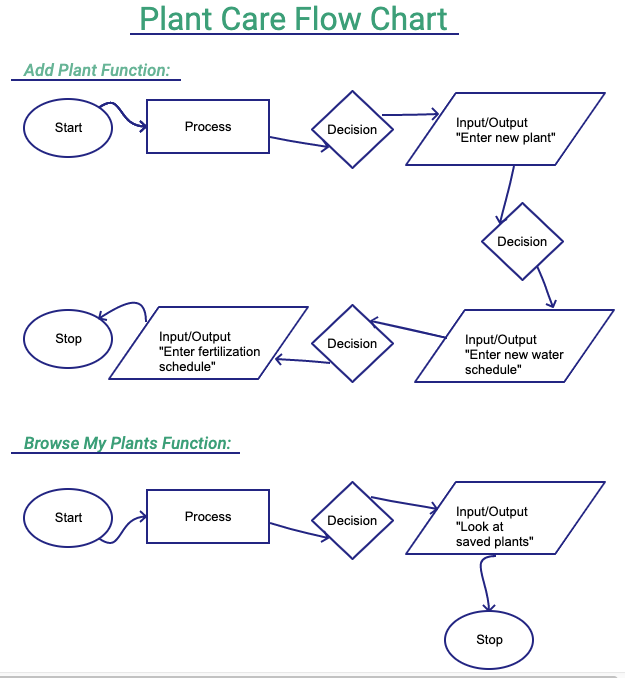 Plant Care Flow Chart
Add Plant Function:
Start
Process
Decision
Input/Output
"Enter new plant"
Decision
Stop
Input/Output
"Enter fertilization
schedule"
Decision
Input/Output
"Enter new water
schedule"
Browse My Plants Function:
Start
Process
Decision
Input/Output
"Look at
saved plants"
Stop